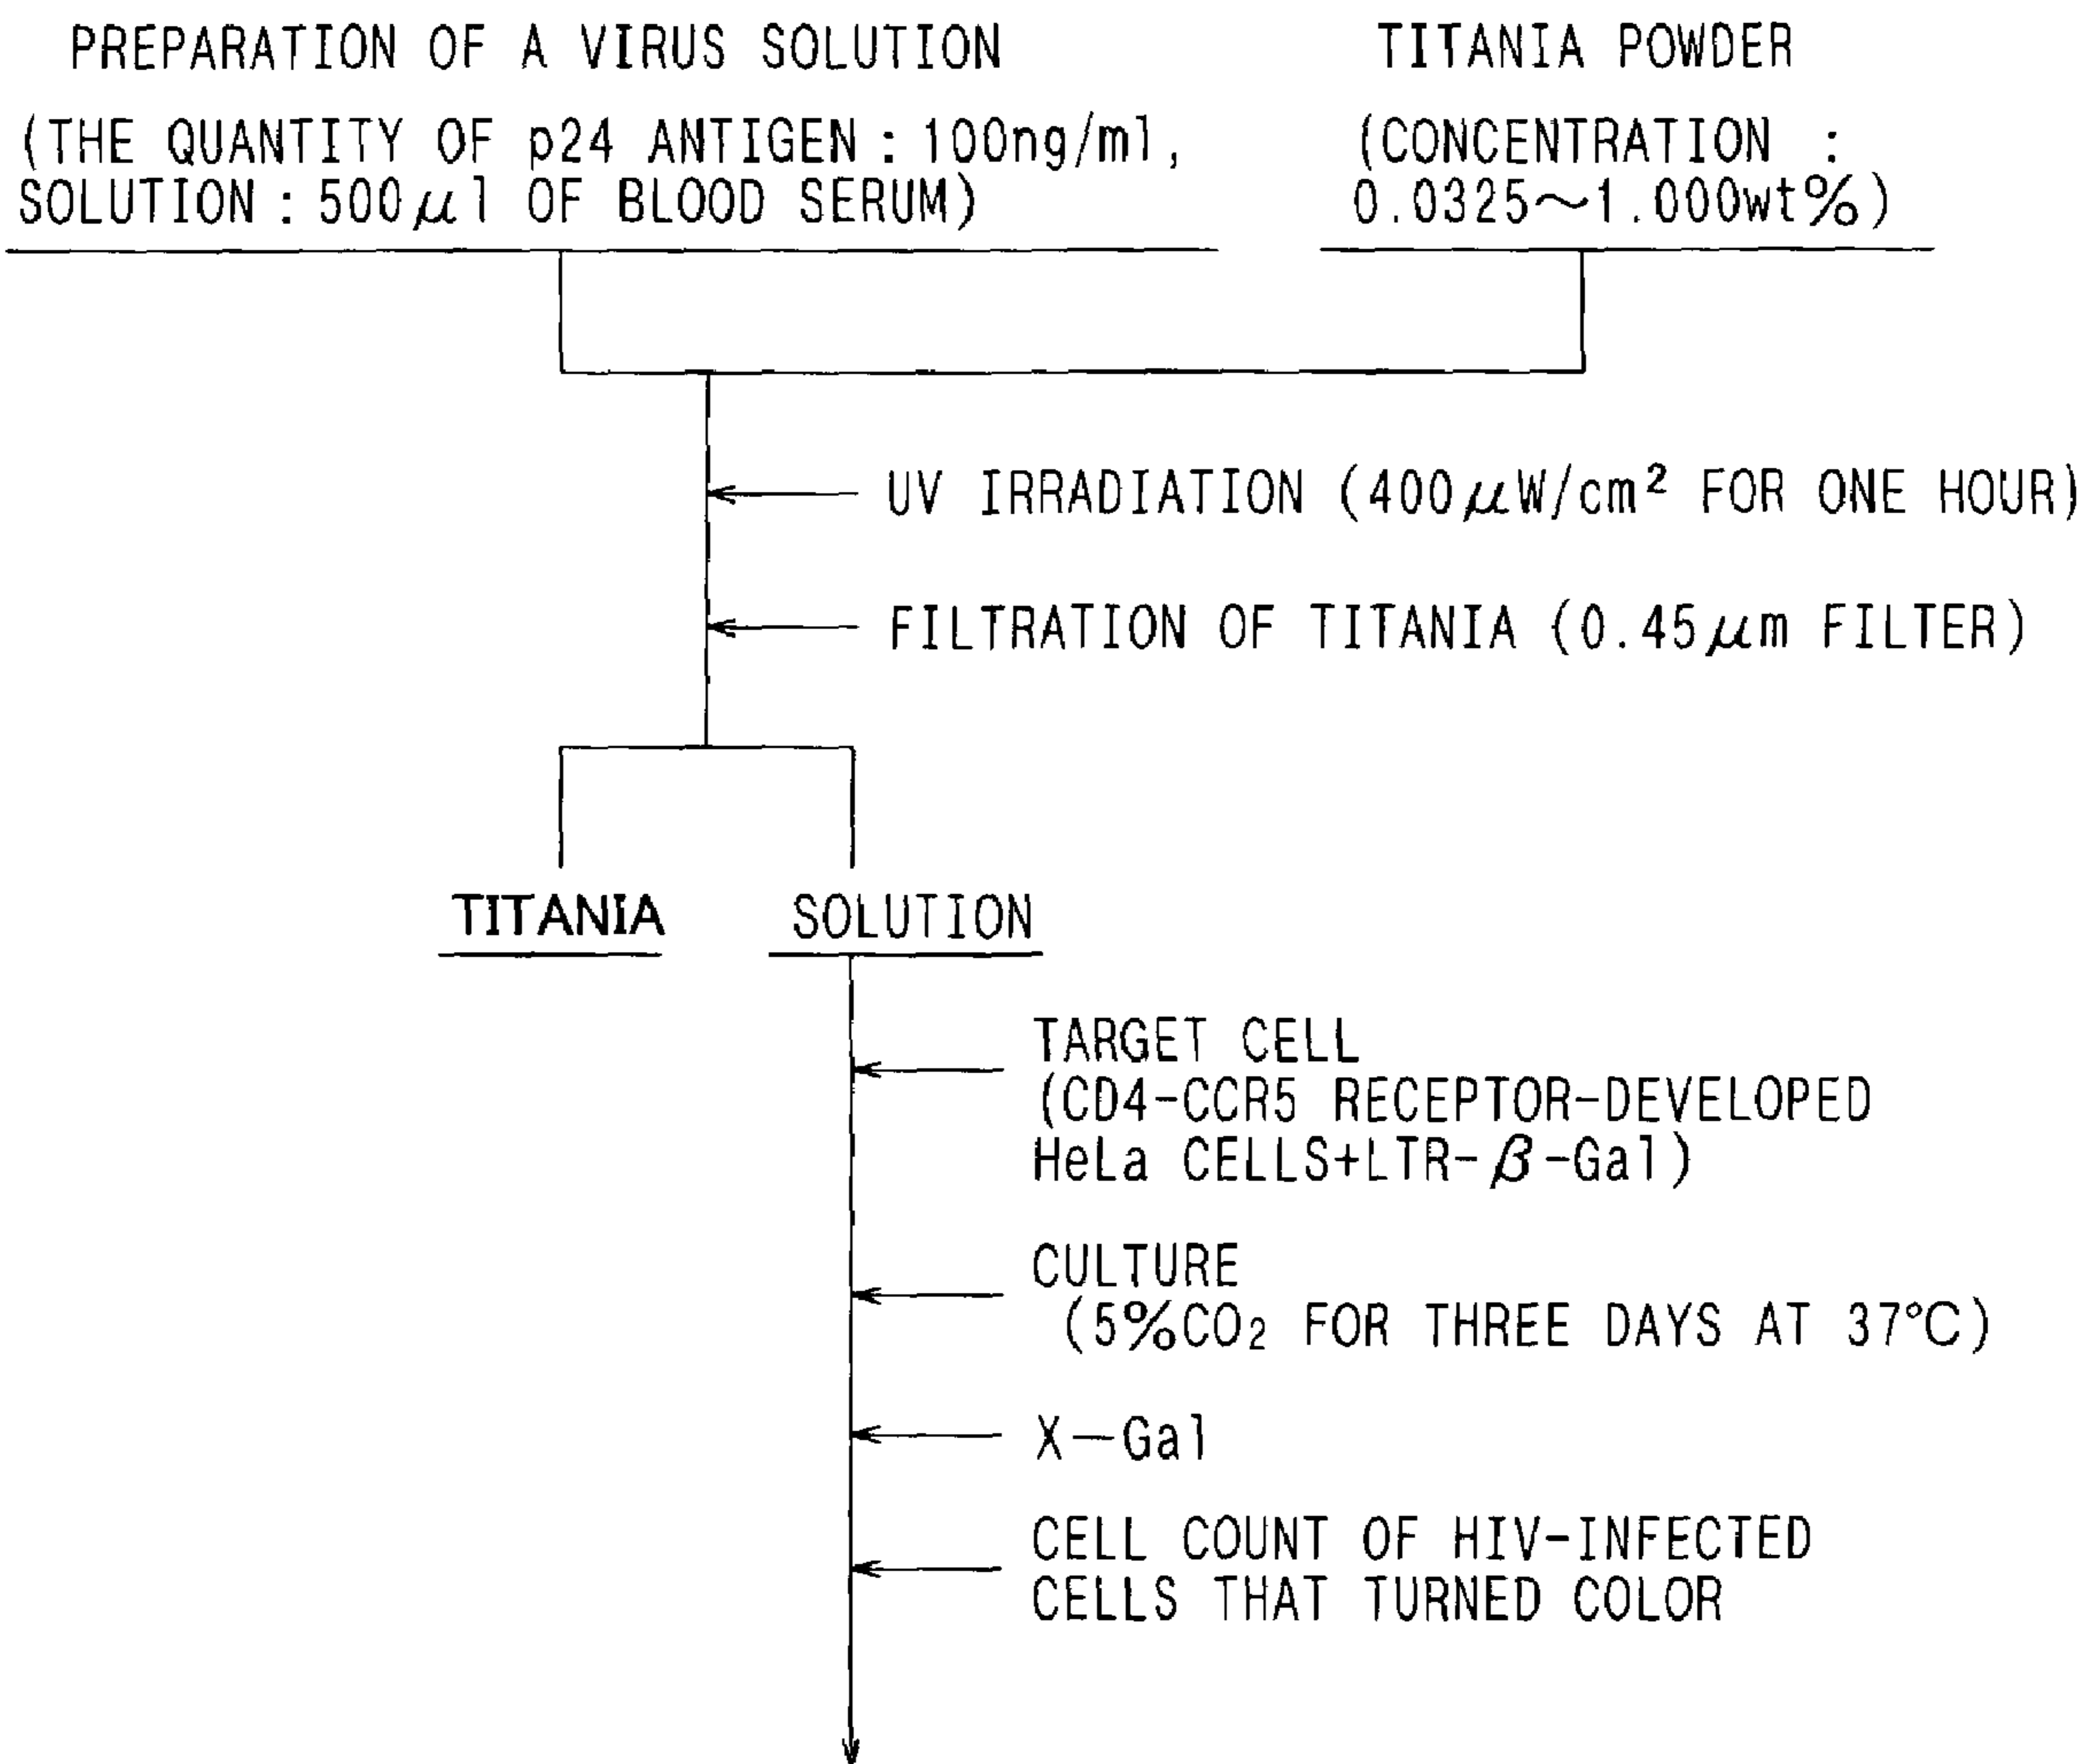 PREPARATION OF A VIRUS SOLUTION
(THE QUANTITY OF p24 ANTIGEN : 100ng/ml,
SOLUTION : 500μl OF BLOOD SERUM)
TITANIA POWDER
(CONCENTRATION :
0.0325~1.000wt%)
UV IRRADIATION (400μW/cm² FOR ONE HOUR)
FILTRATION OF TITANIA (0.45μm FILTER)
TITANIA
SOLUTION
TARGET CELL
(CD4-CCR5 RECEPTOR-DEVELOPED
HeLa CELLS+LTR-β-Gal)
CULTURE
(5%CO₂ FOR THREE DAYS AT 37°C)
X-Gal
CELL COUNT OF HIV-INFECTED
CELLS THAT TURNED COLOR